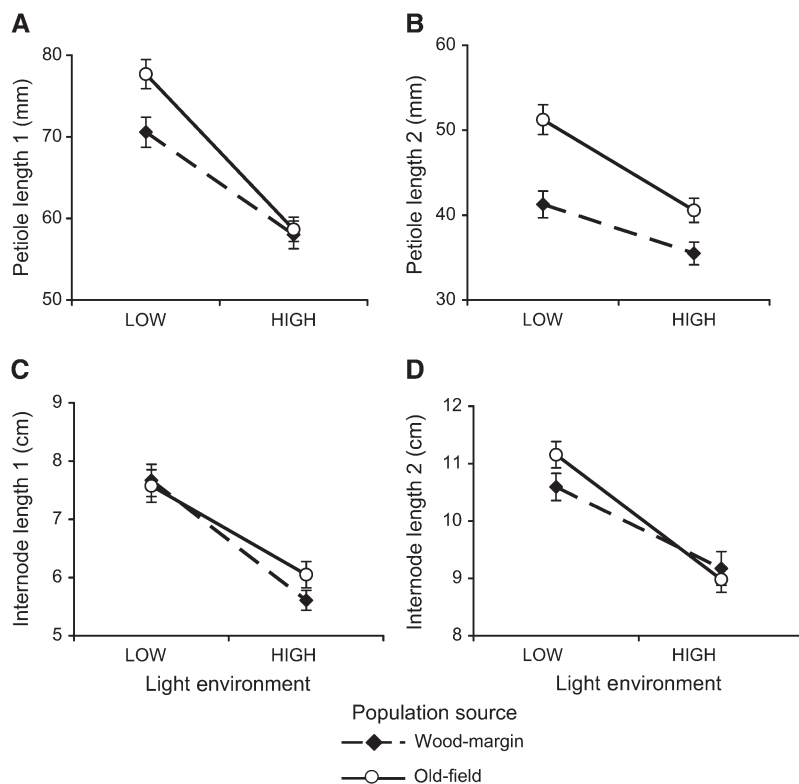 A
Petiole length 1 (mm)
80
70
60
50
LOW HIGH
B
Petiole length 2 (mm)
60
50
40
30
LOW HIGH
C
Internode length 1 (cm)
9
8
7
6
5
LOW HIGH
Light environment
D
Internode length 2 (cm)
12
11
10
9
8
LOW HIGH
Light environment
Population source
Wood-margin
Old-field